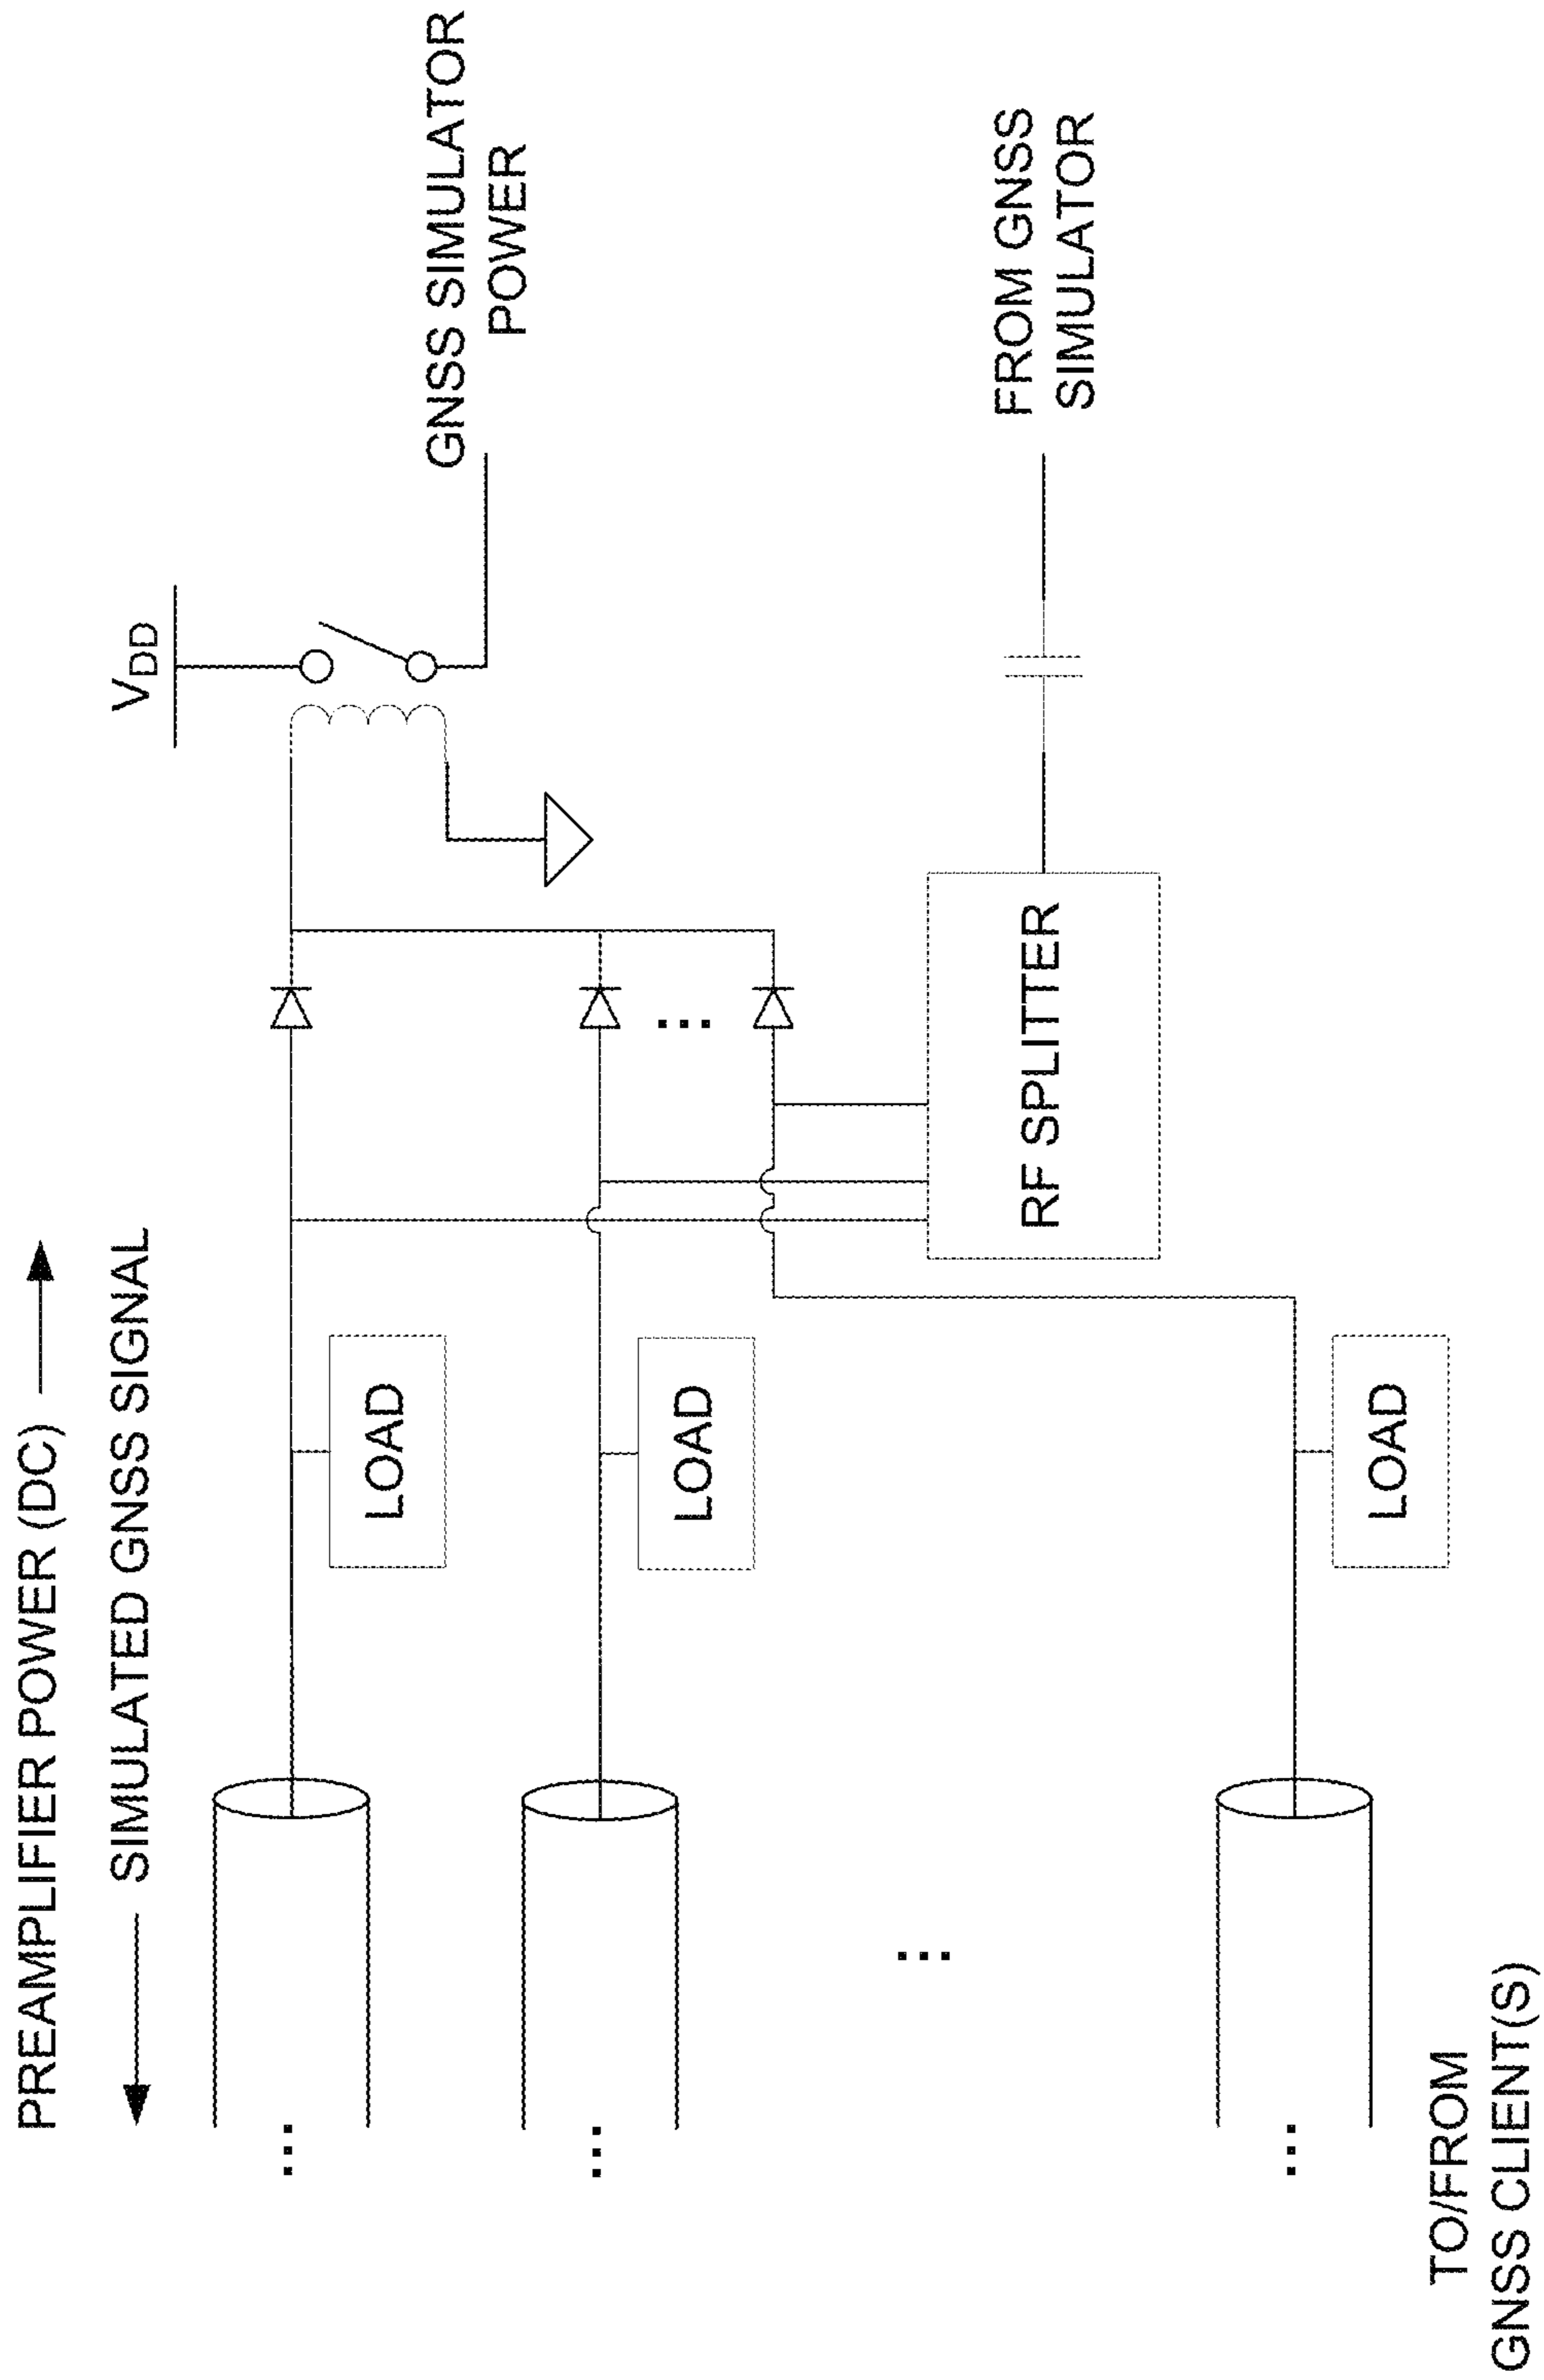 PREAMPLIFIER POWER (DC)
SIMULATED GNSS SIGNAL
VDD
GNSS SIMULATOR
POWER
LOAD
LOAD
RF SPLITTER
FROM GNSS
SIMULATOR
LOAD
TO/FROM
GNSS CLIENT(S)